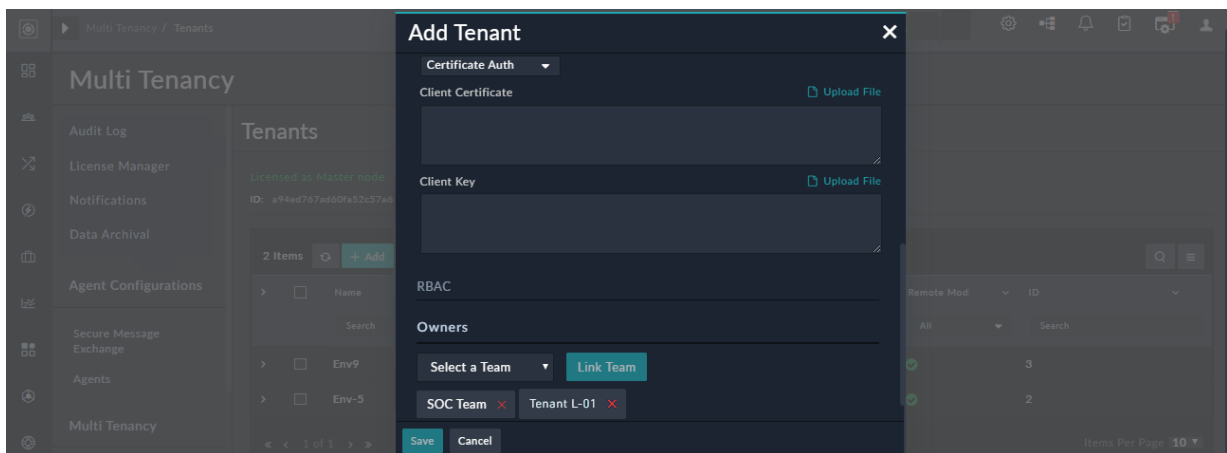 Multi Tenancy / Tenants
Multi Tenancy
Audit Log
License Manager
Notifications
Data Archival
Agent Configurations
Secure Message
Exchange
Agents
Multi Tenancy
Tenants
Licensed as Master node
ID: a94ed767ad60fa52c57a6
2 Items
+ Add
Name
Remote Mod
ID
Search
All
Search
Env9
3
Env-5
2
1 of 1
Items Per Page 10
Add Tenant
Certificate Auth
Client Certificate
Upload File
Client Key
Upload File
RBAC
Owners
Select a Team
Link Team
SOC Team
Tenant L-01
Save
Cancel